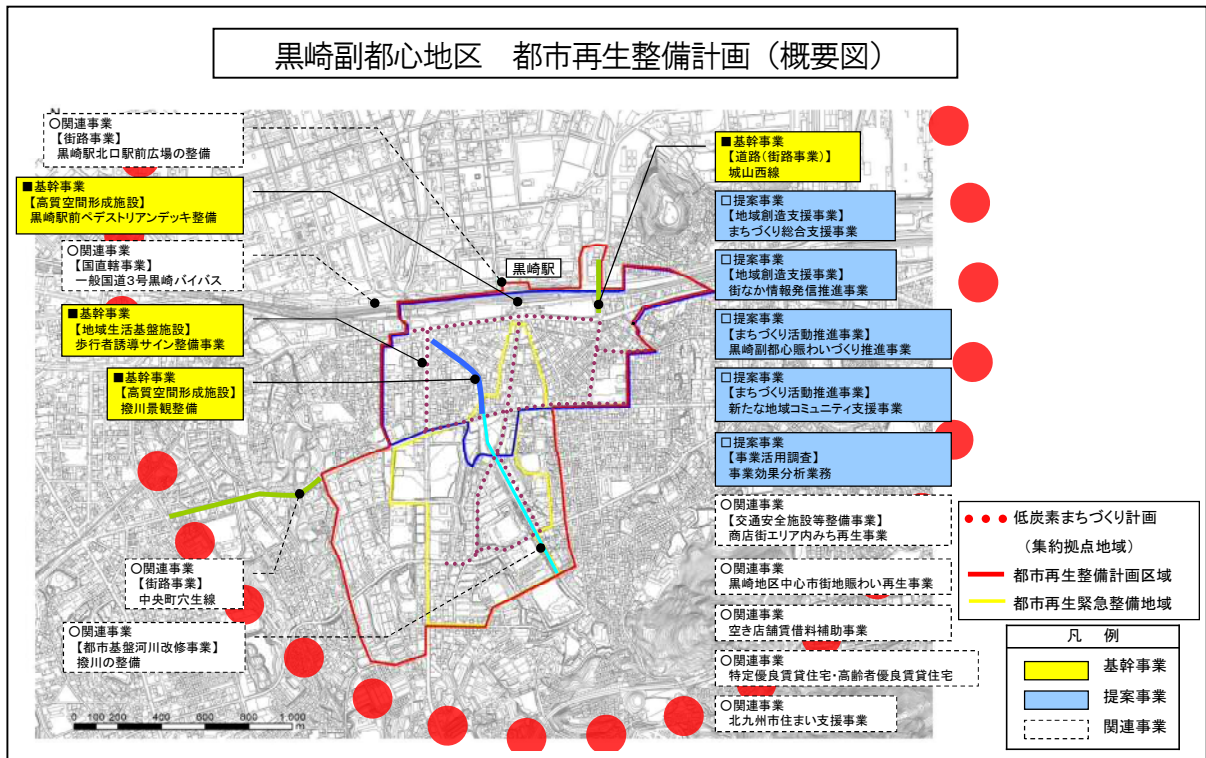 黒崎副都心地区　都市再生整備計画（概要図）
○関連事業
【街路事業】
黒崎駅北口駅前広場の整備
■基幹事業
【高質空間形成施設】
黒崎駅前ペデストリアンデッキ整備
○関連事業
【国直轄事業】
一般国道3号黒崎バイパス
■基幹事業
【地域生活基盤施設】
歩行者誘導サイン整備事業
■基幹事業
【高質空間形成施設】
撥川景観整備
○関連事業
【街路事業】
中央町穴生線
○関連事業
【都市基盤河川改修事業】
撥川の整備
黒崎駅
■基幹事業
【道路(街路事業)】
城山西線
□提案事業
【地域創造支援事業】
まちづくり総合支援事業
□提案事業
【地域創造支援事業】
街なか情報発信推進事業
□提案事業
【まちづくり活動推進事業】
黒崎副都心賑わいづくり推進事業
□提案事業
【まちづくり活動推進事業】
新たな地域コミュニティ支援事業
□提案事業
【事業活用調査】
事業効果分析業務
○関連事業
【交通安全施設等整備事業】
商店街エリア内みち再生事業
○関連事業
黒崎地区中心市街地賑わい再生事業
○関連事業
空き店舗賃借料補助事業
○関連事業
特定優良賃貸住宅・高齢者優良賃貸住宅
○関連事業
北九州市住まい支援事業
低炭素まちづくり計画
（集約拠点地域）
都市再生整備計画区域
都市再生緊急整備地域
凡　例
基幹事業
提案事業
関連事業
0 100 200 400 600 800 1,000
m